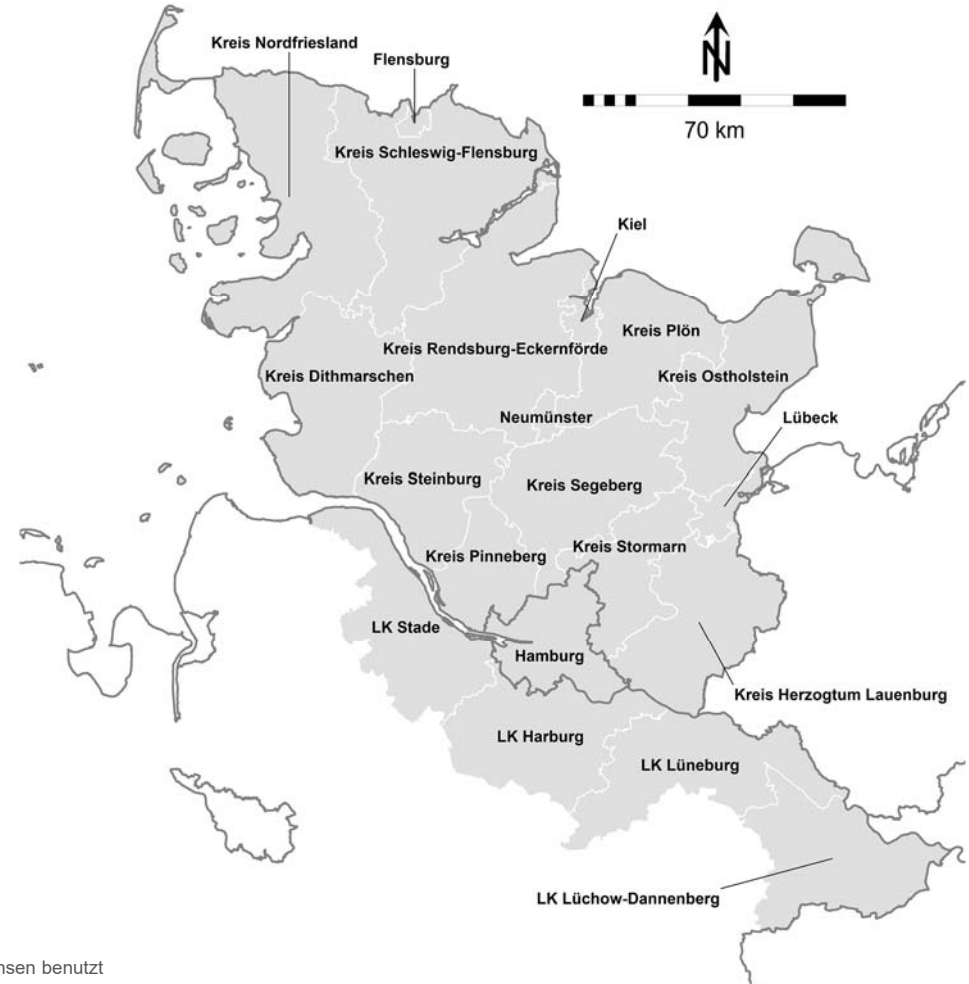 Kreis Nordfriesland
Flensburg
N
70 km
Kreis Schleswig-Flensburg
Kiel
Kreis Plön
Kreis Rendsburg-Eckernförde
Kreis Dithmarschen
Kreis Ostholstein
Neumünster
Lübeck
Kreis Steinburg
Kreis Segeberg
Kreis Stormarn
Kreis Pinneberg
LK Stade
Hamburg
Kreis Herzogtum Lauenburg
LK Harburg
LK Lüneburg
LK Lüchow-Dannenberg
nsen benutzt